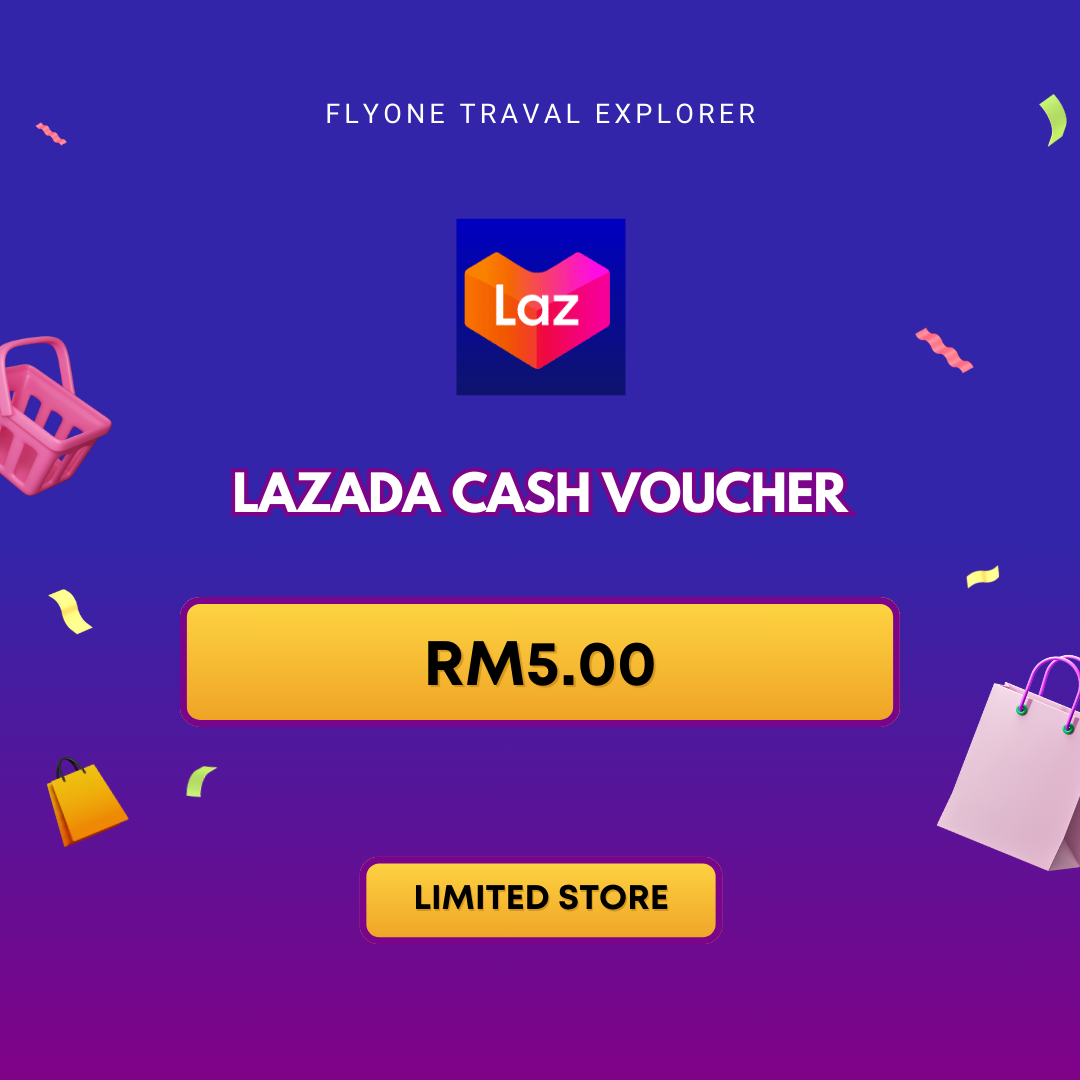 FLYONE TRAVAL EXPLORER
Laz
LAZADA CASH VOUCHER
RM5.00
LIMITED STORE